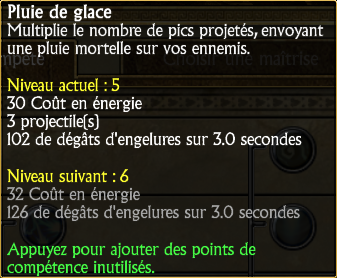 Pluie de glace
Multiplie le nombre de pics projetés, envoyant
une pluie mortelle sur vos ennemis.
Niveau actuel : 5
30 Coût en énergie
3 projectile(s)
102 de dégâts d'engelures sur 3.0 secondes
Niveau suivant : 6
32 Coût en énergie
126 de dégâts d'engelures sur 3.0 secondes
Appuyez pour ajouter des points de
compétence inutilisés.